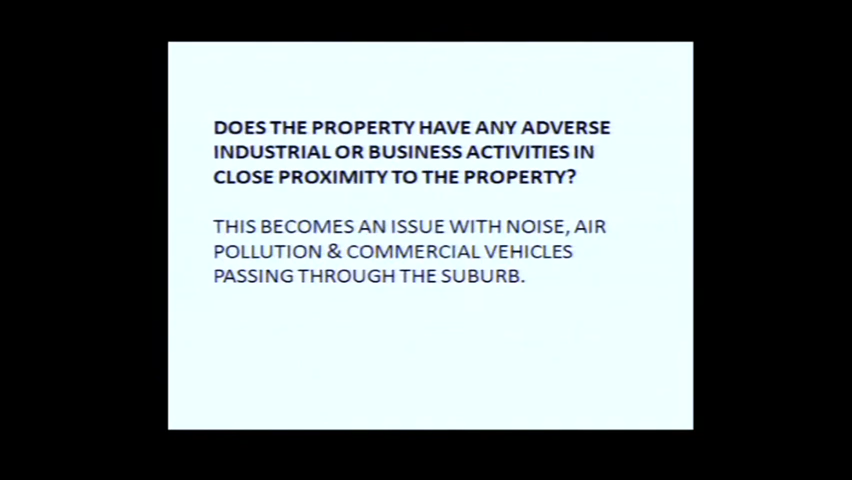 DOES THE PROPERTY HAVE ANY ADVERSE
INDUSTRIAL OR BUSINESS ACTIVITIES IN
CLOSE PROXIMITY TO THE PROPERTY?
THIS BECOMES AN ISSUE WITH NOISE, AIR
POLLUTION & COMMERCIAL VEHICLES
PASSING THROUGH THE SUBURB.